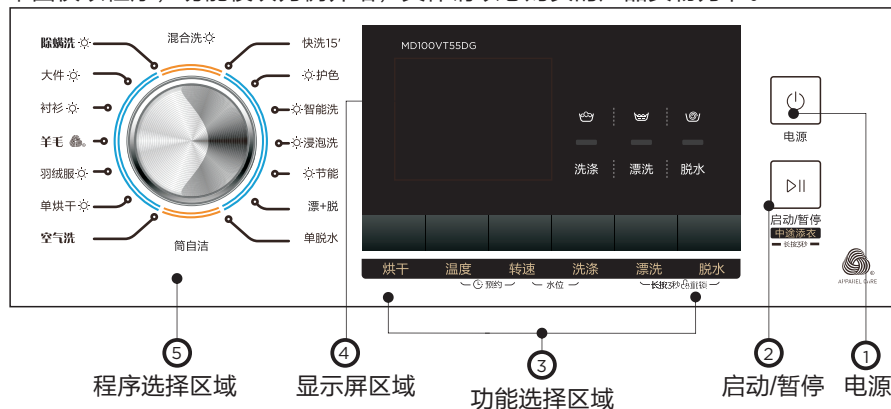 混合洗
除螨洗
大件
衬衫
羊毛
羽绒服
单烘干
空气洗
筒自洁
快洗15'
护色
智能洗
浸泡洗
节能
漂+脱
单脱水
MD100VT55DG
洗涤 漂洗 脱水
烘干 温度 转速 洗涤 漂洗 脱水
预约 水位 长按3秒 童锁
电源
启动/暂停
中途添衣
长按3秒
APPAREL CARE
⑤ ④ ③ ② ①
程序选择区域 显示屏区域 功能选择区域 启动/暂停 电源